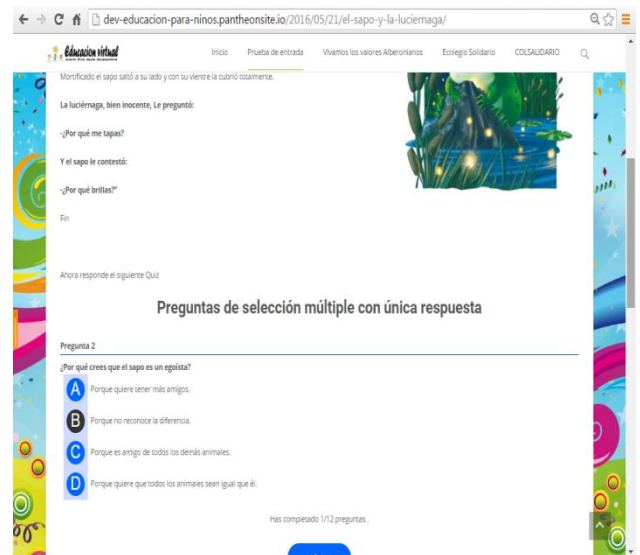 dev-educacion-para-ninos.pantheonsite.io/2016/05/21/el-sapo-y-la-luciernaga/
Educacion virtual
Inicio Prueba de entrada Vivamos los valores Alberonianos Ecolegio Solidario COLSALIDARIO
Mortificado el sapo saltó a su lado y con su vientre la cubrió totalmente.
La luciérnaga, bien inocente, Le preguntó:
-¿Por qué me tapas?
Y el sapo le contestó:
-¿Por qué brillas?"
Fin
Ahora responde el siguiente Quiz
Preguntas de selección múltiple con única respuesta
Pregunta 2
¿Por qué crees que el sapo es un egoísta?
A Porque quiere tener más amigos.
B Porque no reconoce la diferencia.
C Porque es amigo de todos los demás animales.
D Porque quiere que todos los animales sean igual que él.
Has completado 1/12 preguntas .